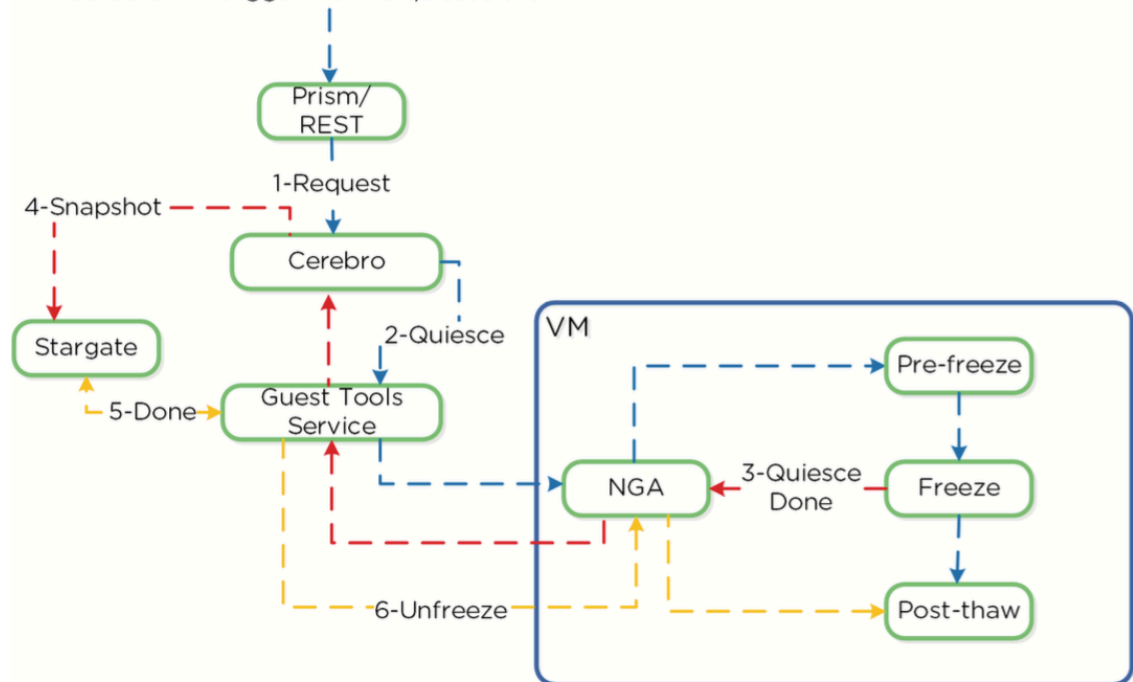 Prism/
REST
1-Request
4-Snapshot
Cerebro
VM
2-Quiesce
Stargate
Pre-freeze
Guest Tools
Service
5-Done
3-Quiesce
Done
NGA
Freeze
6-Unfreeze
Post-thaw